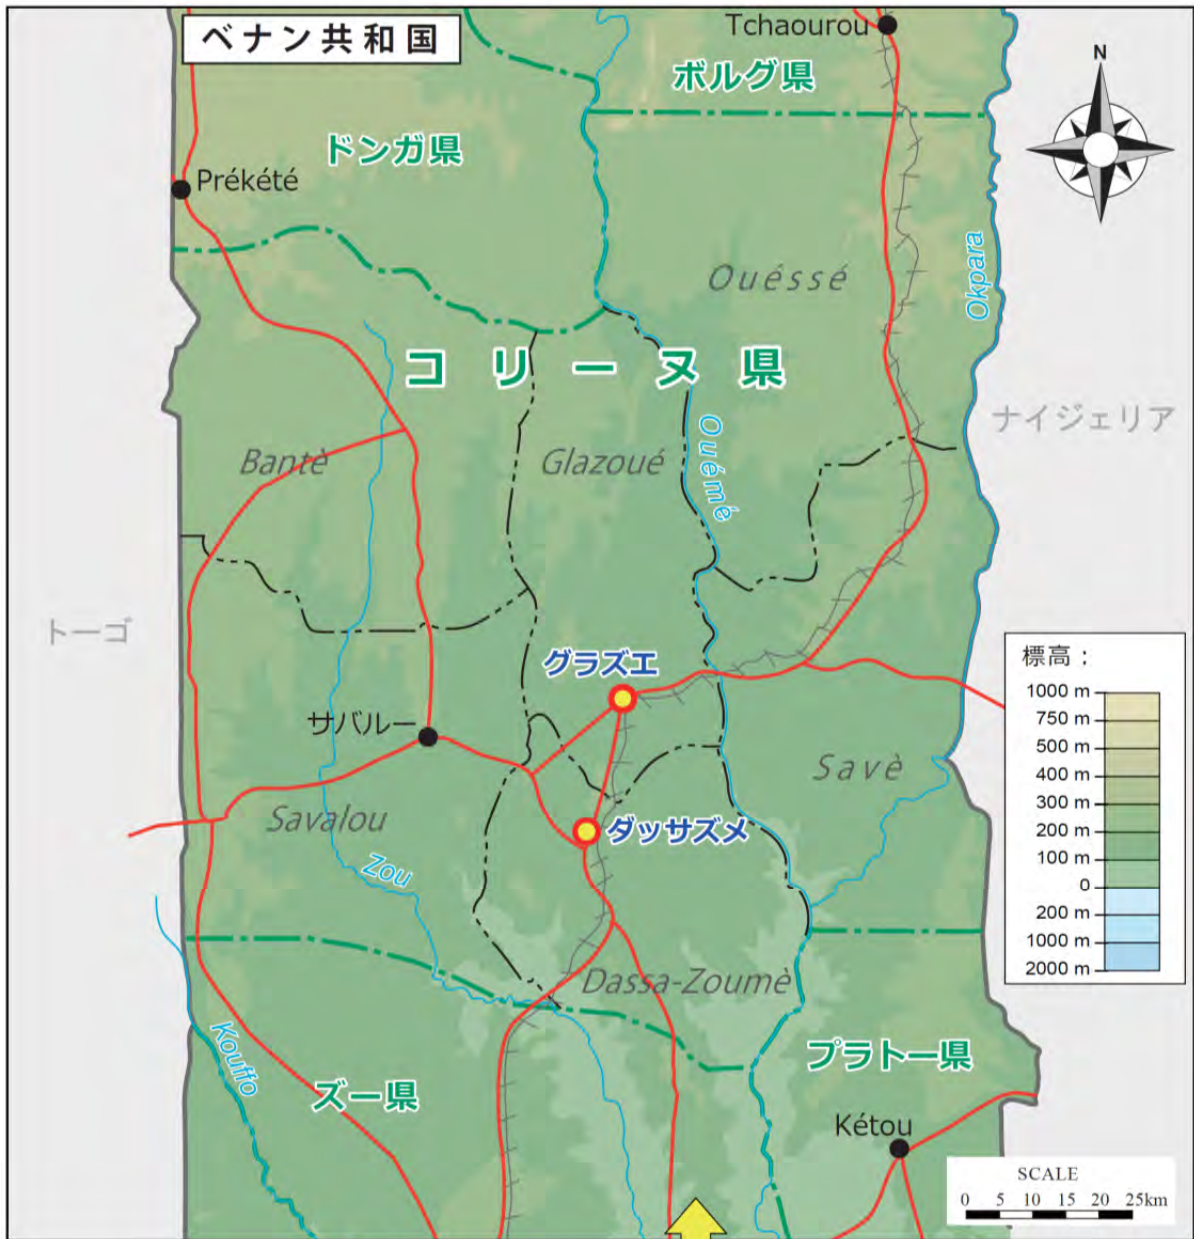 ベナン共和国
Tchaourou
N
ボルグ県
ドンガ県
Prékété
Okpara
Ouéssé
コリーヌ県
ナイジェリア
Bantè
Glazoué
Ouémé
トーゴ
グラズエ
標高：
1000 m
750 m
500 m
400 m
300 m
200 m
100 m
0
200 m
1000 m
2000 m
サバルー
Savè
Savalou
ダッサズメ
Zou
Dassa-Zoumè
Kouffo
プラトー県
ズー県
Kétou
SCALE
0 5 10 15 20 25km